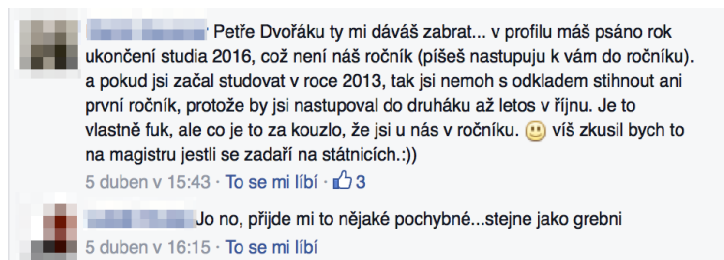 Petře Dvořáku ty mi dáváš zabrat... v profilu máš psáno rok
ukončení studia 2016, což není náš ročník (píšeš nastupuju k vám do ročníku).
a pokud jsi začal studovat v roce 2013, tak jsi nemoh s odkladem stihnout ani
první ročník, protože by jsi nastupoval do druháku až letos v říjnu. Je to
vlastně fuk, ale co je to za kouzlo, že jsi u nás v ročníku. 🙂 víš zkusil bych to
na magistru jestli se zadaří na státnicích.:))
5 duben v 15:43 · To se mi líbí · 👍 3
Jo no, přijde mi to nějaké pochybné...stejne jako grebni
5 duben v 16:15 · To se mi líbí